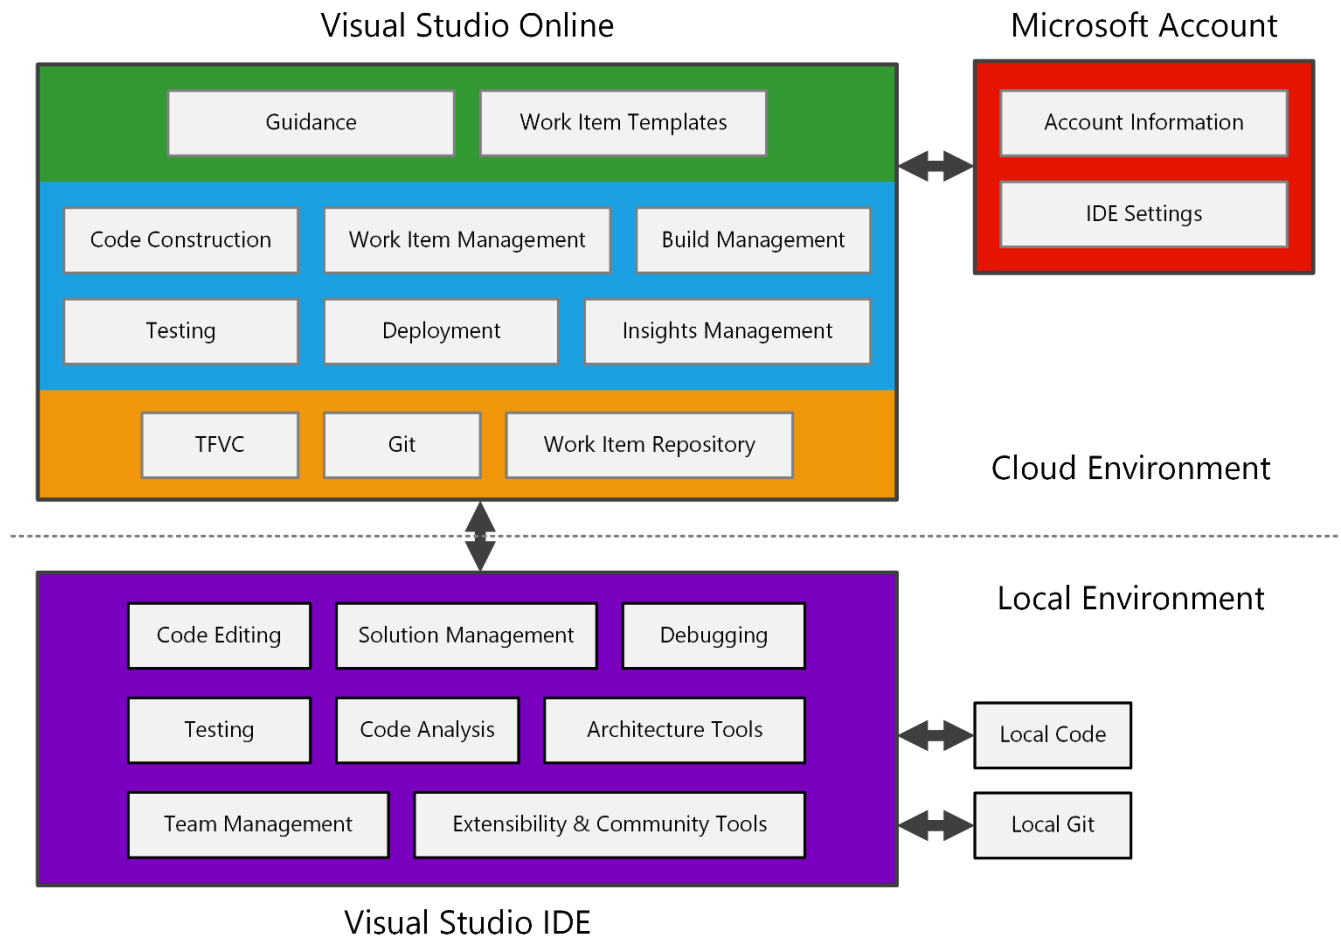 Visual Studio Online
Microsoft Account
Guidance
Work Item Templates
Account Information
IDE Settings
Code Construction
Work Item Management
Build Management
Testing
Deployment
Insights Management
TFVC
Git
Work Item Repository
Cloud Environment
Local Environment
Code Editing
Solution Management
Debugging
Testing
Code Analysis
Architecture Tools
Local Code
Team Management
Extensibility & Community Tools
Local Git
Visual Studio IDE